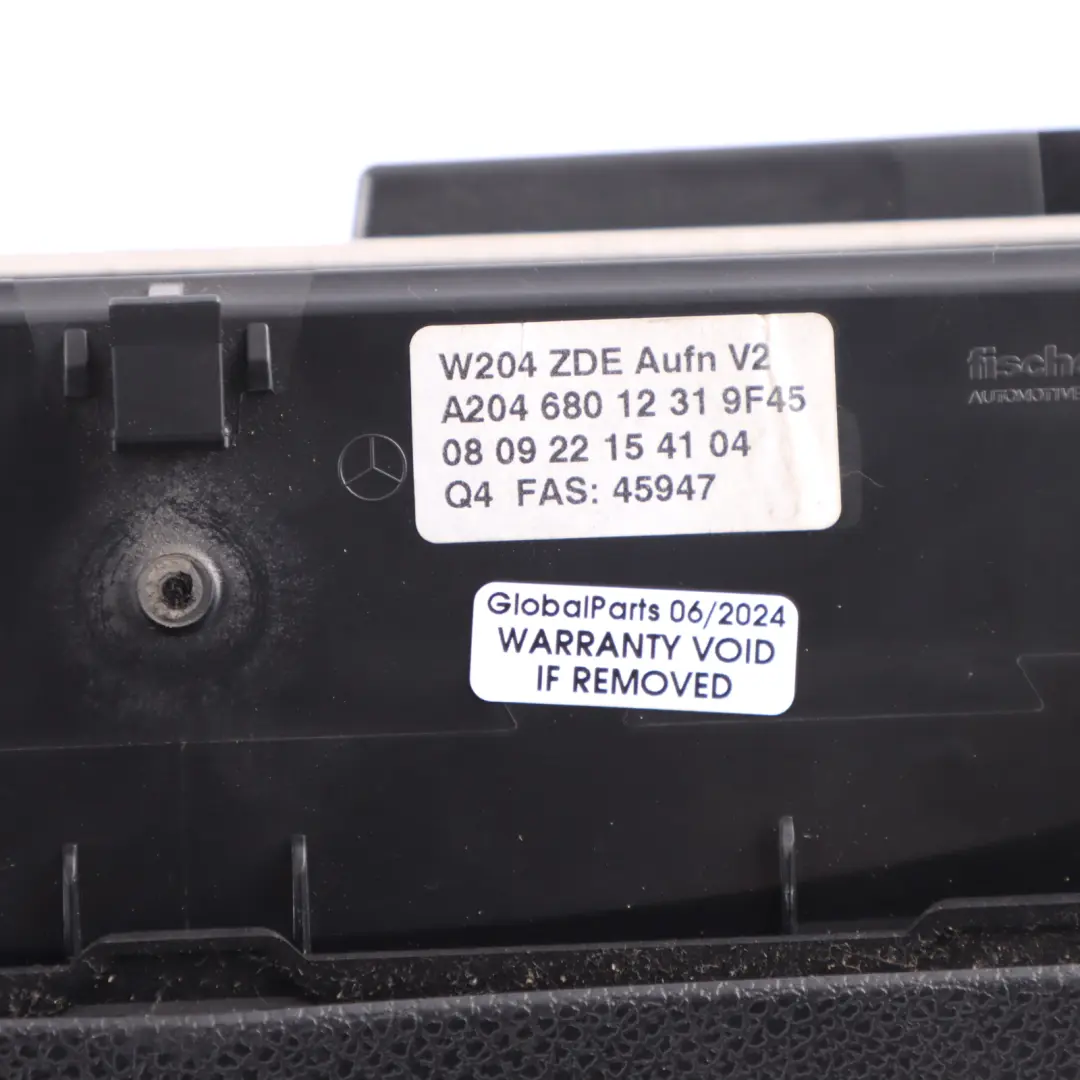 W204 ZDE Aufn V2
A204 680 12 31 9F45
08 09 22 15 41 04
Q4 FAS: 45947
AUTOMOTIVE
GlobalParts 06/2024
WARRANTY VOID
IF REMOVED